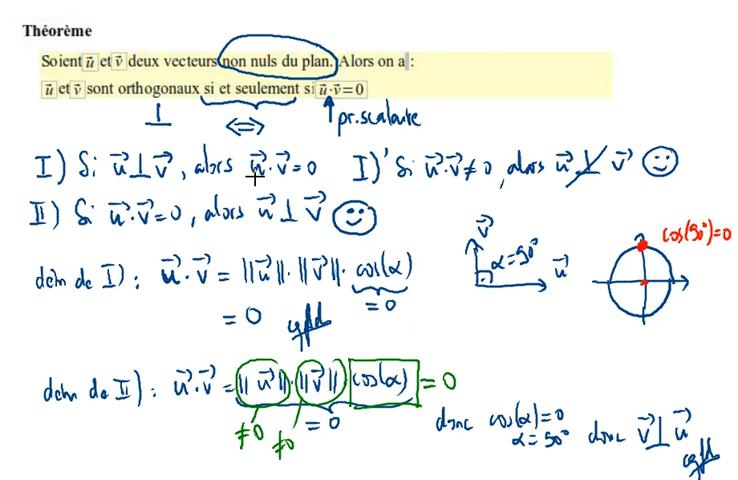 Théorème
Soient u⃗ et v⃗ deux vecteurs non nuls du plan. Alors on a :
u⃗ et v⃗ sont orthogonaux si et seulement si u⃗·v⃗=0
⊥ ⇔ pr. scalaire
I) Si u⃗⊥v⃗, alors u⃗·v⃗=0 I)' Si u⃗·v⃗≠0, alors u⃗ ⊥̸ v⃗
II) Si u⃗·v⃗=0, alors u⃗⊥v⃗
v⃗ α=90° u⃗
cos(90°)=0
dém de I) : u⃗·v⃗ = ||u⃗||·||v⃗||·cos(α)
=0
= 0 cqfd
dém de II) : u⃗·v⃗ = ||u⃗||·||v⃗|| cos(α) = 0
≠0 ≠0 = 0
donc cos(α)=0
α=90° donc v⃗⊥u⃗
cqfd